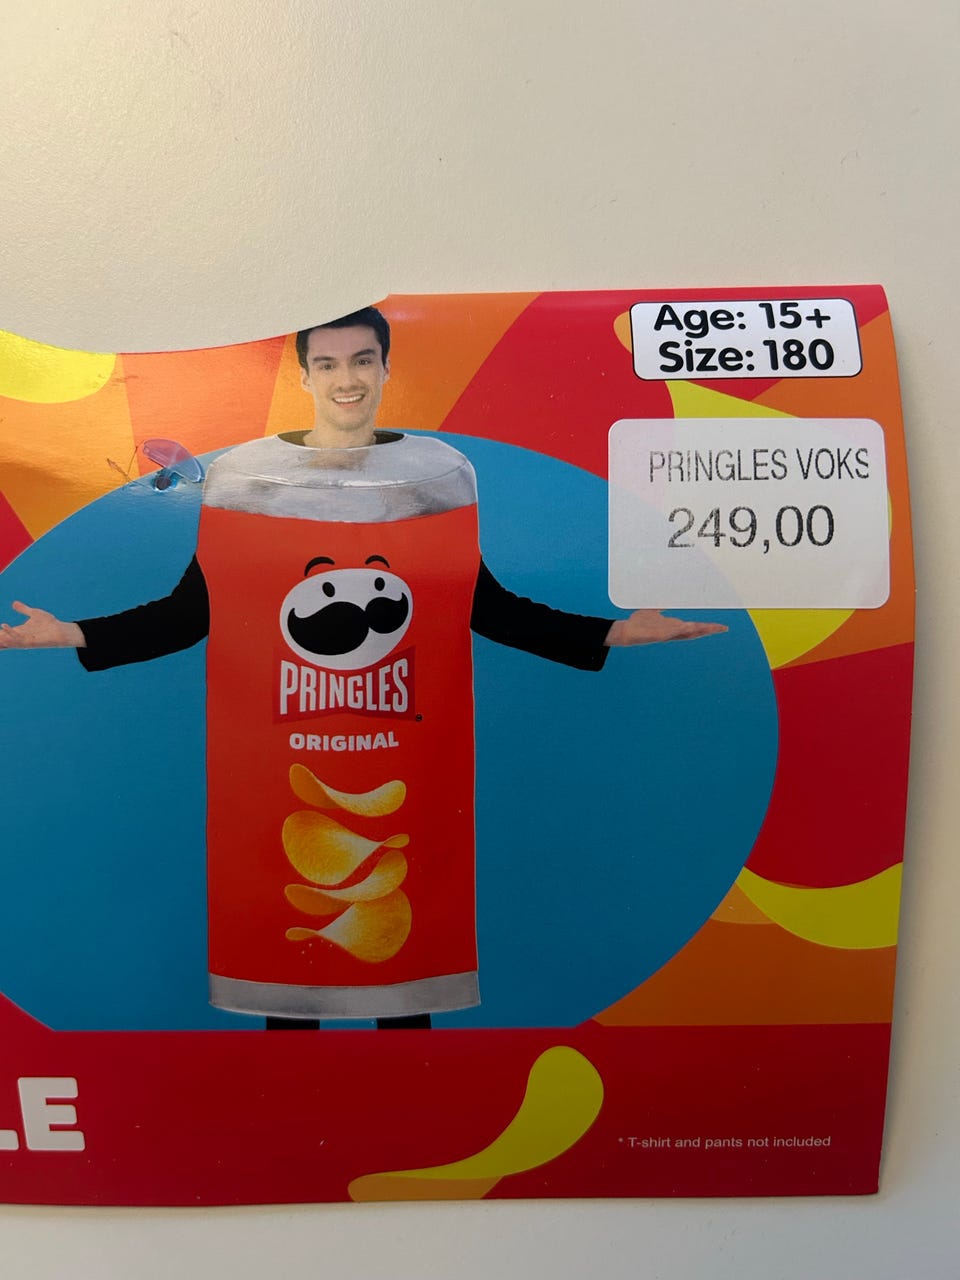 Age: 15+
Size: 180
PRINGLES VOKS
249,00
PRINGLES
ORIGINAL
LE
* T-shirt and pants not included